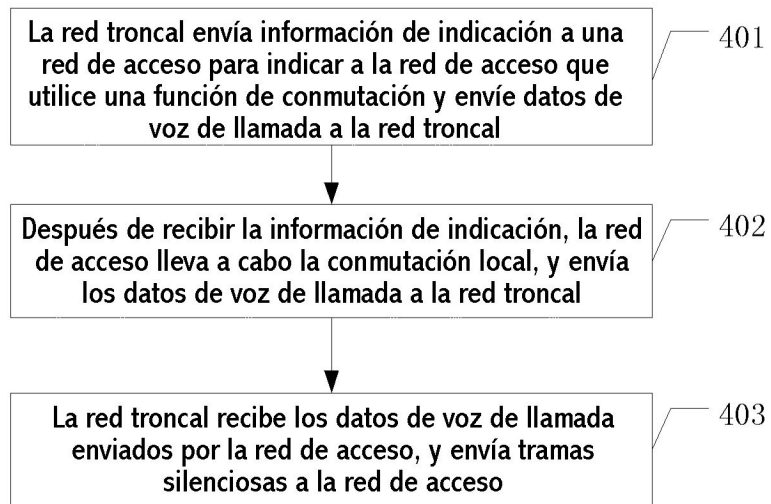 La red troncal envía información de indicación a una
red de acceso para indicar a la red de acceso que
utilice una función de conmutación y envíe datos de
voz de llamada a la red troncal
401
Después de recibir la información de indicación, la red
de acceso lleva a cabo la conmutación local, y envía
los datos de voz de llamada a la red troncal
402
La red troncal recibe los datos de voz de llamada
enviados por la red de acceso, y envía tramas
silenciosas a la red de acceso
403